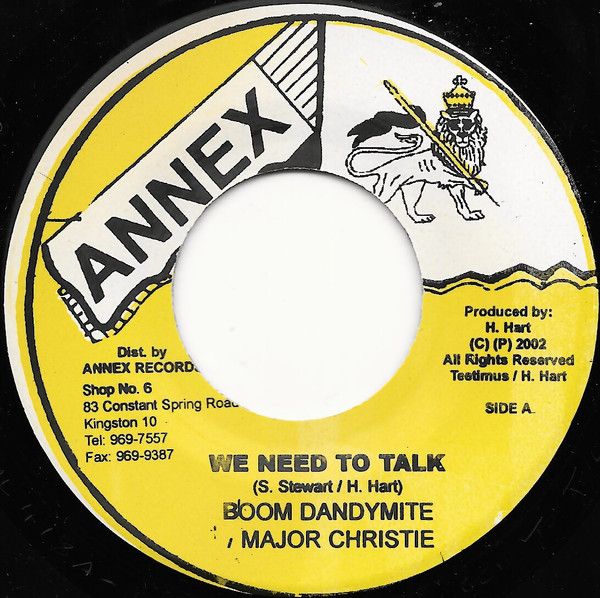 ANNEX
Dist. by
ANNEX RECORDS
Shop No. 6
83 Constant Spring Road
Kingston 10
Tel: 969-7557
Fax: 969-9387
Produced by:
H. Hart
(C) (P) 2002
All Rights Reserved
Teetimus / H. Hart
SIDE A
WE NEED TO TALK
(S. Stewart / H. Hart)
BOOM DANDYMITE
, MAJOR CHRISTIE